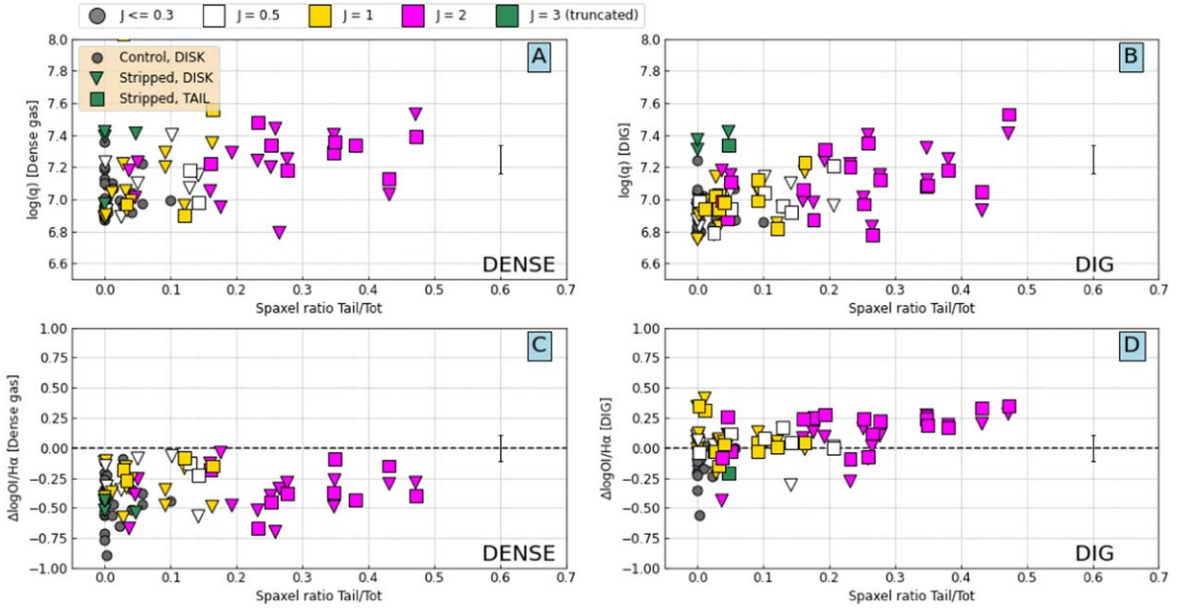 J <= 0.3 J = 0.5 J = 1 J = 2 J = 3 (truncated)
8.0
7.8
7.6
7.4
7.2
7.0
6.8
6.6
log(q) [Dense gas]
Control, DISK
Stripped, DISK
Stripped, TAIL
A
DENSE
0.0 0.1 0.2 0.3 0.4 0.5 0.6 0.7
Spaxel ratio Tail/Tot
8.0
7.8
7.6
7.4
7.2
7.0
6.8
6.6
log(q) [DIG]
B
DIG
0.0 0.1 0.2 0.3 0.4 0.5 0.6 0.7
Spaxel ratio Tail/Tot
1.00
0.75
0.50
0.25
0.00
−0.25
−0.50
−0.75
−1.00
ΔlogOI/Hα [Dense gas]
C
DENSE
0.0 0.1 0.2 0.3 0.4 0.5 0.6 0.7
Spaxel ratio Tail/Tot
1.00
0.75
0.50
0.25
0.00
−0.25
−0.50
−0.75
−1.00
ΔlogOI/Hα [DIG]
D
DIG
0.0 0.1 0.2 0.3 0.4 0.5 0.6 0.7
Spaxel ratio Tail/Tot